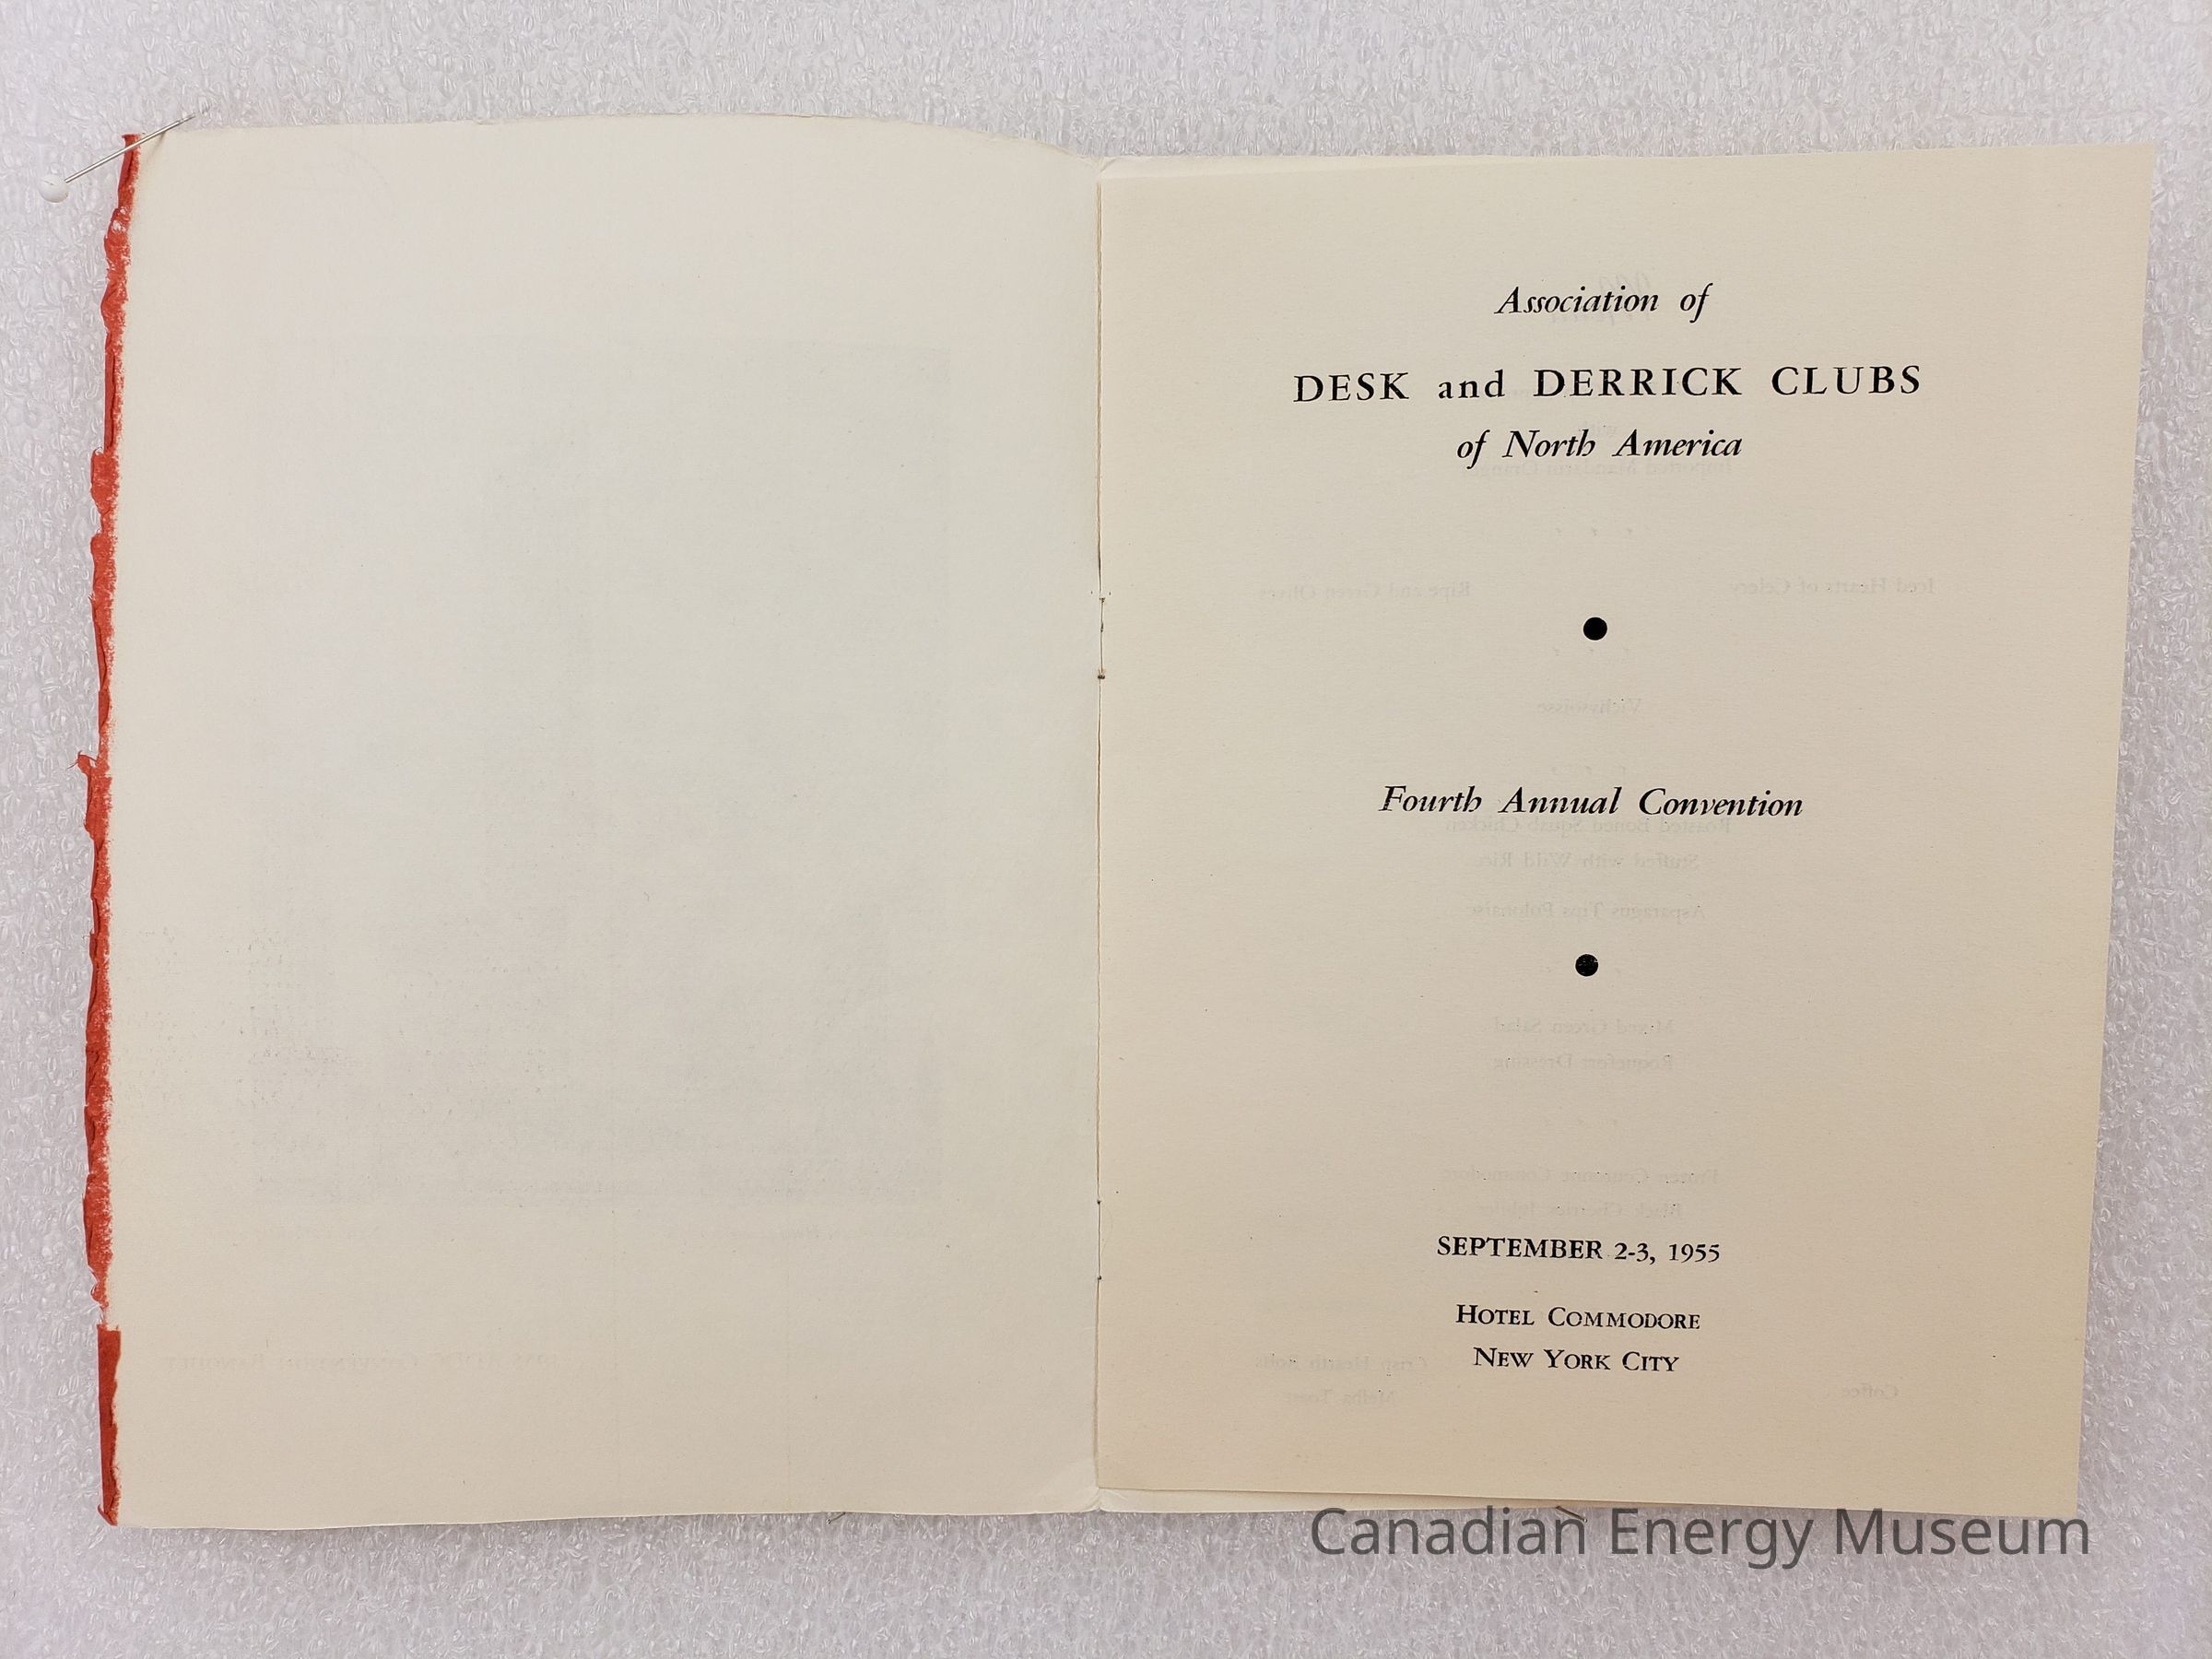 Association of
DESK and DERRICK CLUBS
of North America
Fourth Annual Convention
SEPTEMBER 2-3, 1955
HOTEL COMMODORE
NEW YORK CITY
Canadian Energy Museum